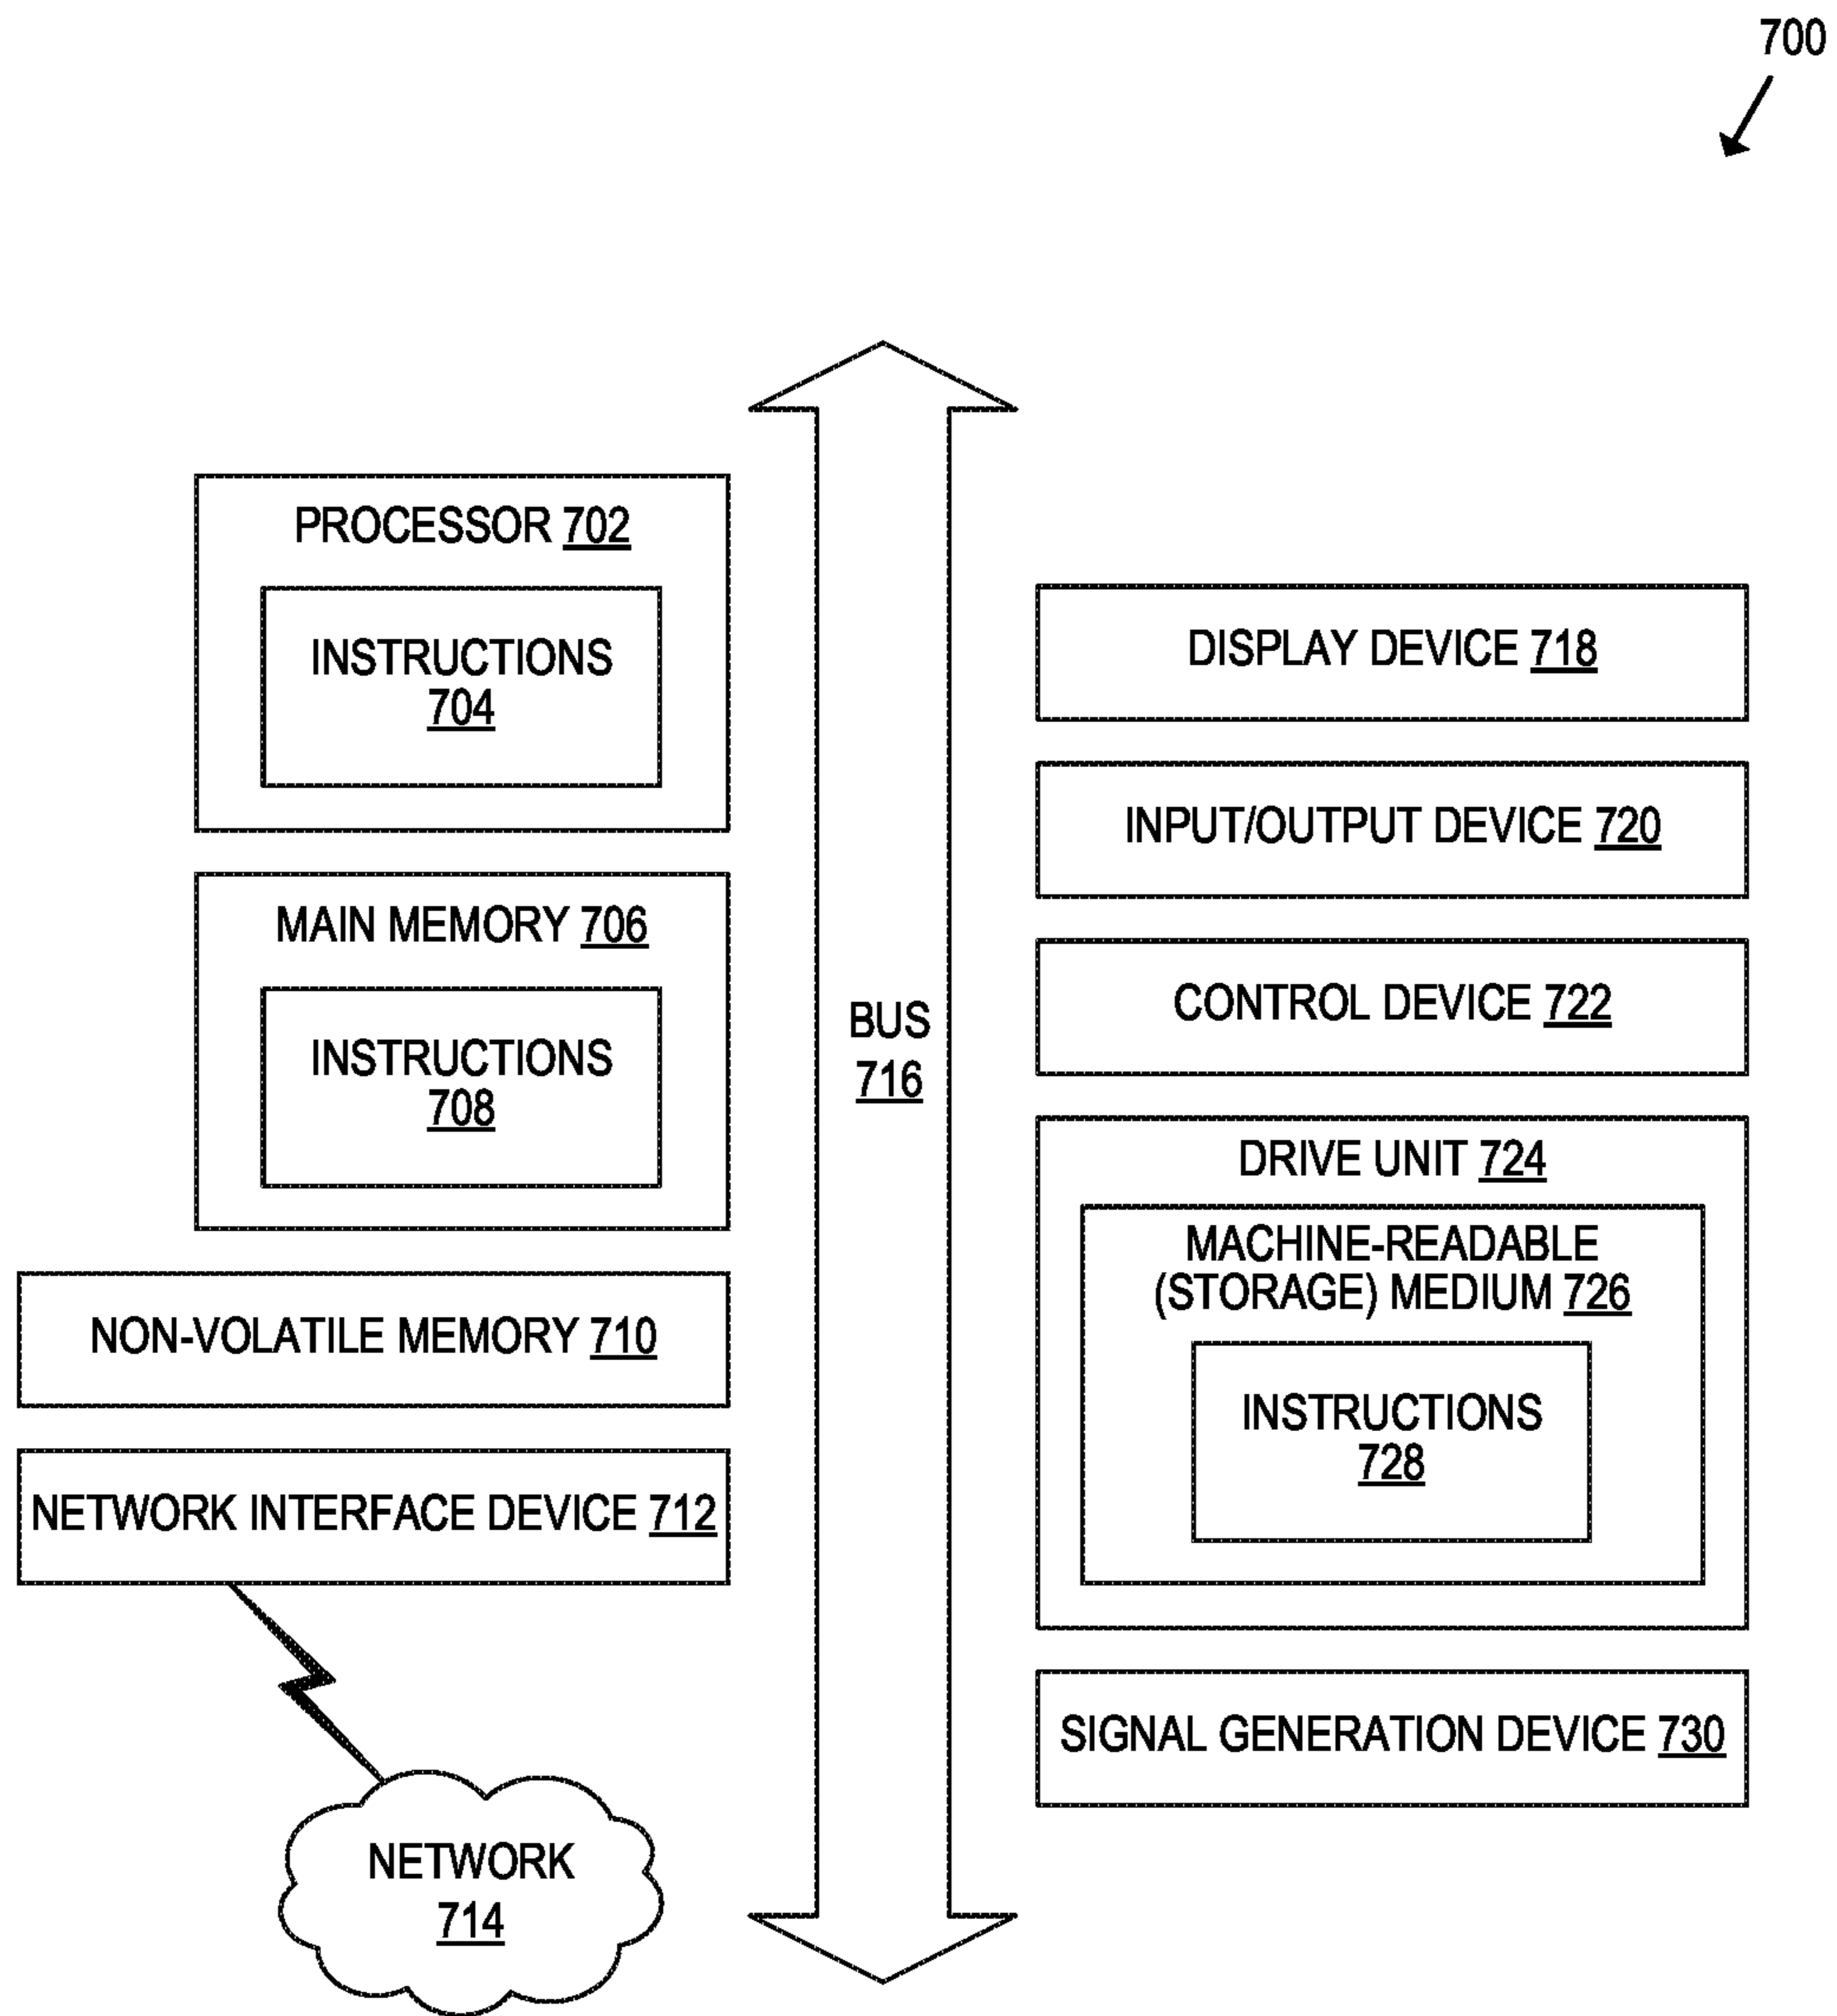 700
PROCESSOR 702
INSTRUCTIONS
704
MAIN MEMORY 706
INSTRUCTIONS
708
NON-VOLATILE MEMORY 710
NETWORK INTERFACE DEVICE 712
NETWORK
714
BUS
716
DISPLAY DEVICE 718
INPUT/OUTPUT DEVICE 720
CONTROL DEVICE 722
DRIVE UNIT 724
MACHINE-READABLE
(STORAGE) MEDIUM 726
INSTRUCTIONS
728
SIGNAL GENERATION DEVICE 730